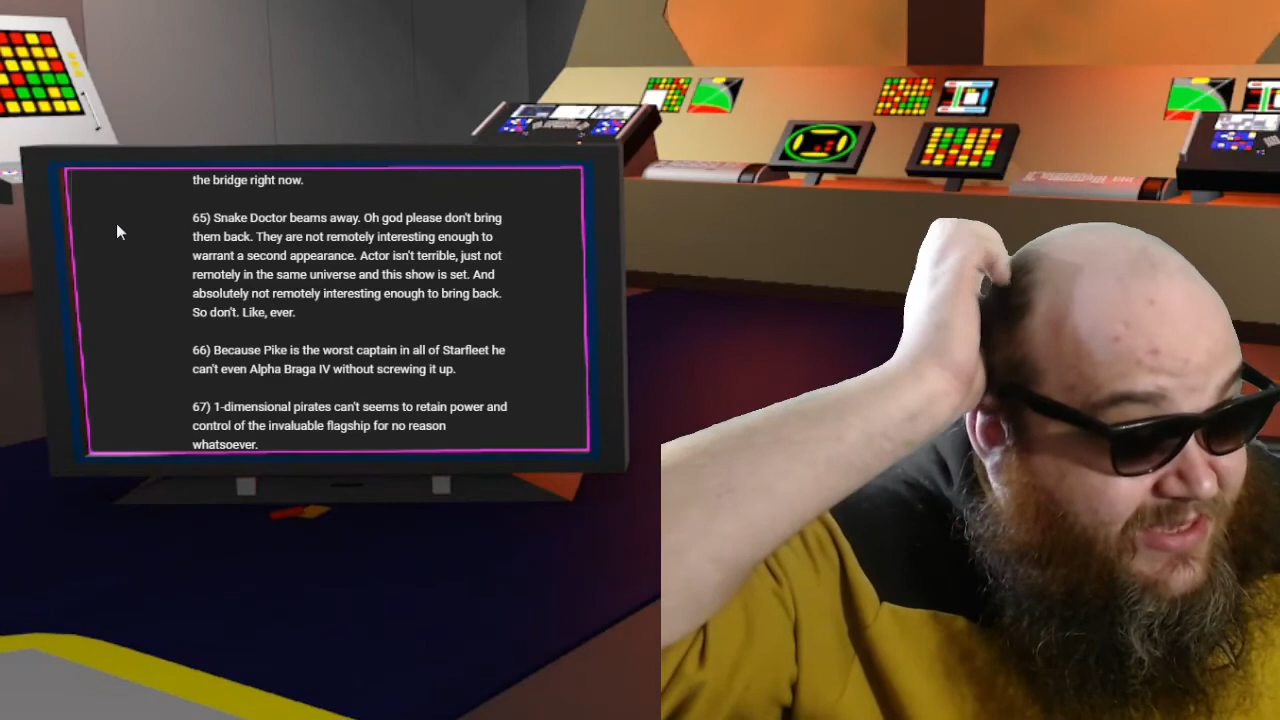 the bridge right now.
65) Snake Doctor beams away. Oh god please don't bring
them back. They are not remotely interesting enough to
warrant a second appearance. Actor isn't terrible, just not
remotely in the same universe and this show is set. And
absolutely not remotely interesting enough to bring back.
So don't. Like, ever.
66) Because Pike is the worst captain in all of Starfleet he
can't even Alpha Braga IV without screwing it up.
67) 1-dimensional pirates can't seems to retain power and
control of the invaluable flagship for no reason
whatsoever.